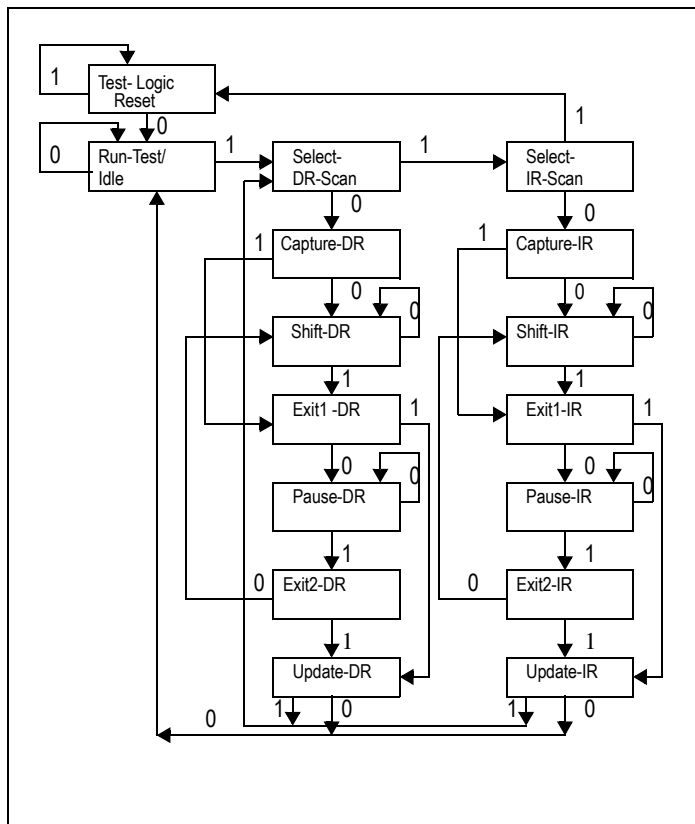 1
Test- Logic
Reset
0
1
0
Run-Test/
Idle
1
Select-
DR-Scan
1
Select-
IR-Scan
0
0
1
Capture-DR
1
Capture-IR
0
0
0
0
Shift-DR
Shift-IR
1
1
Exit1 -DR
1
Exit1-IR
1
0
0
0
0
Pause-DR
Pause-IR
1
1
0
Exit2-DR
0
Exit2-IR
1
1
Update-DR
Update-IR
1
0
1
0
0